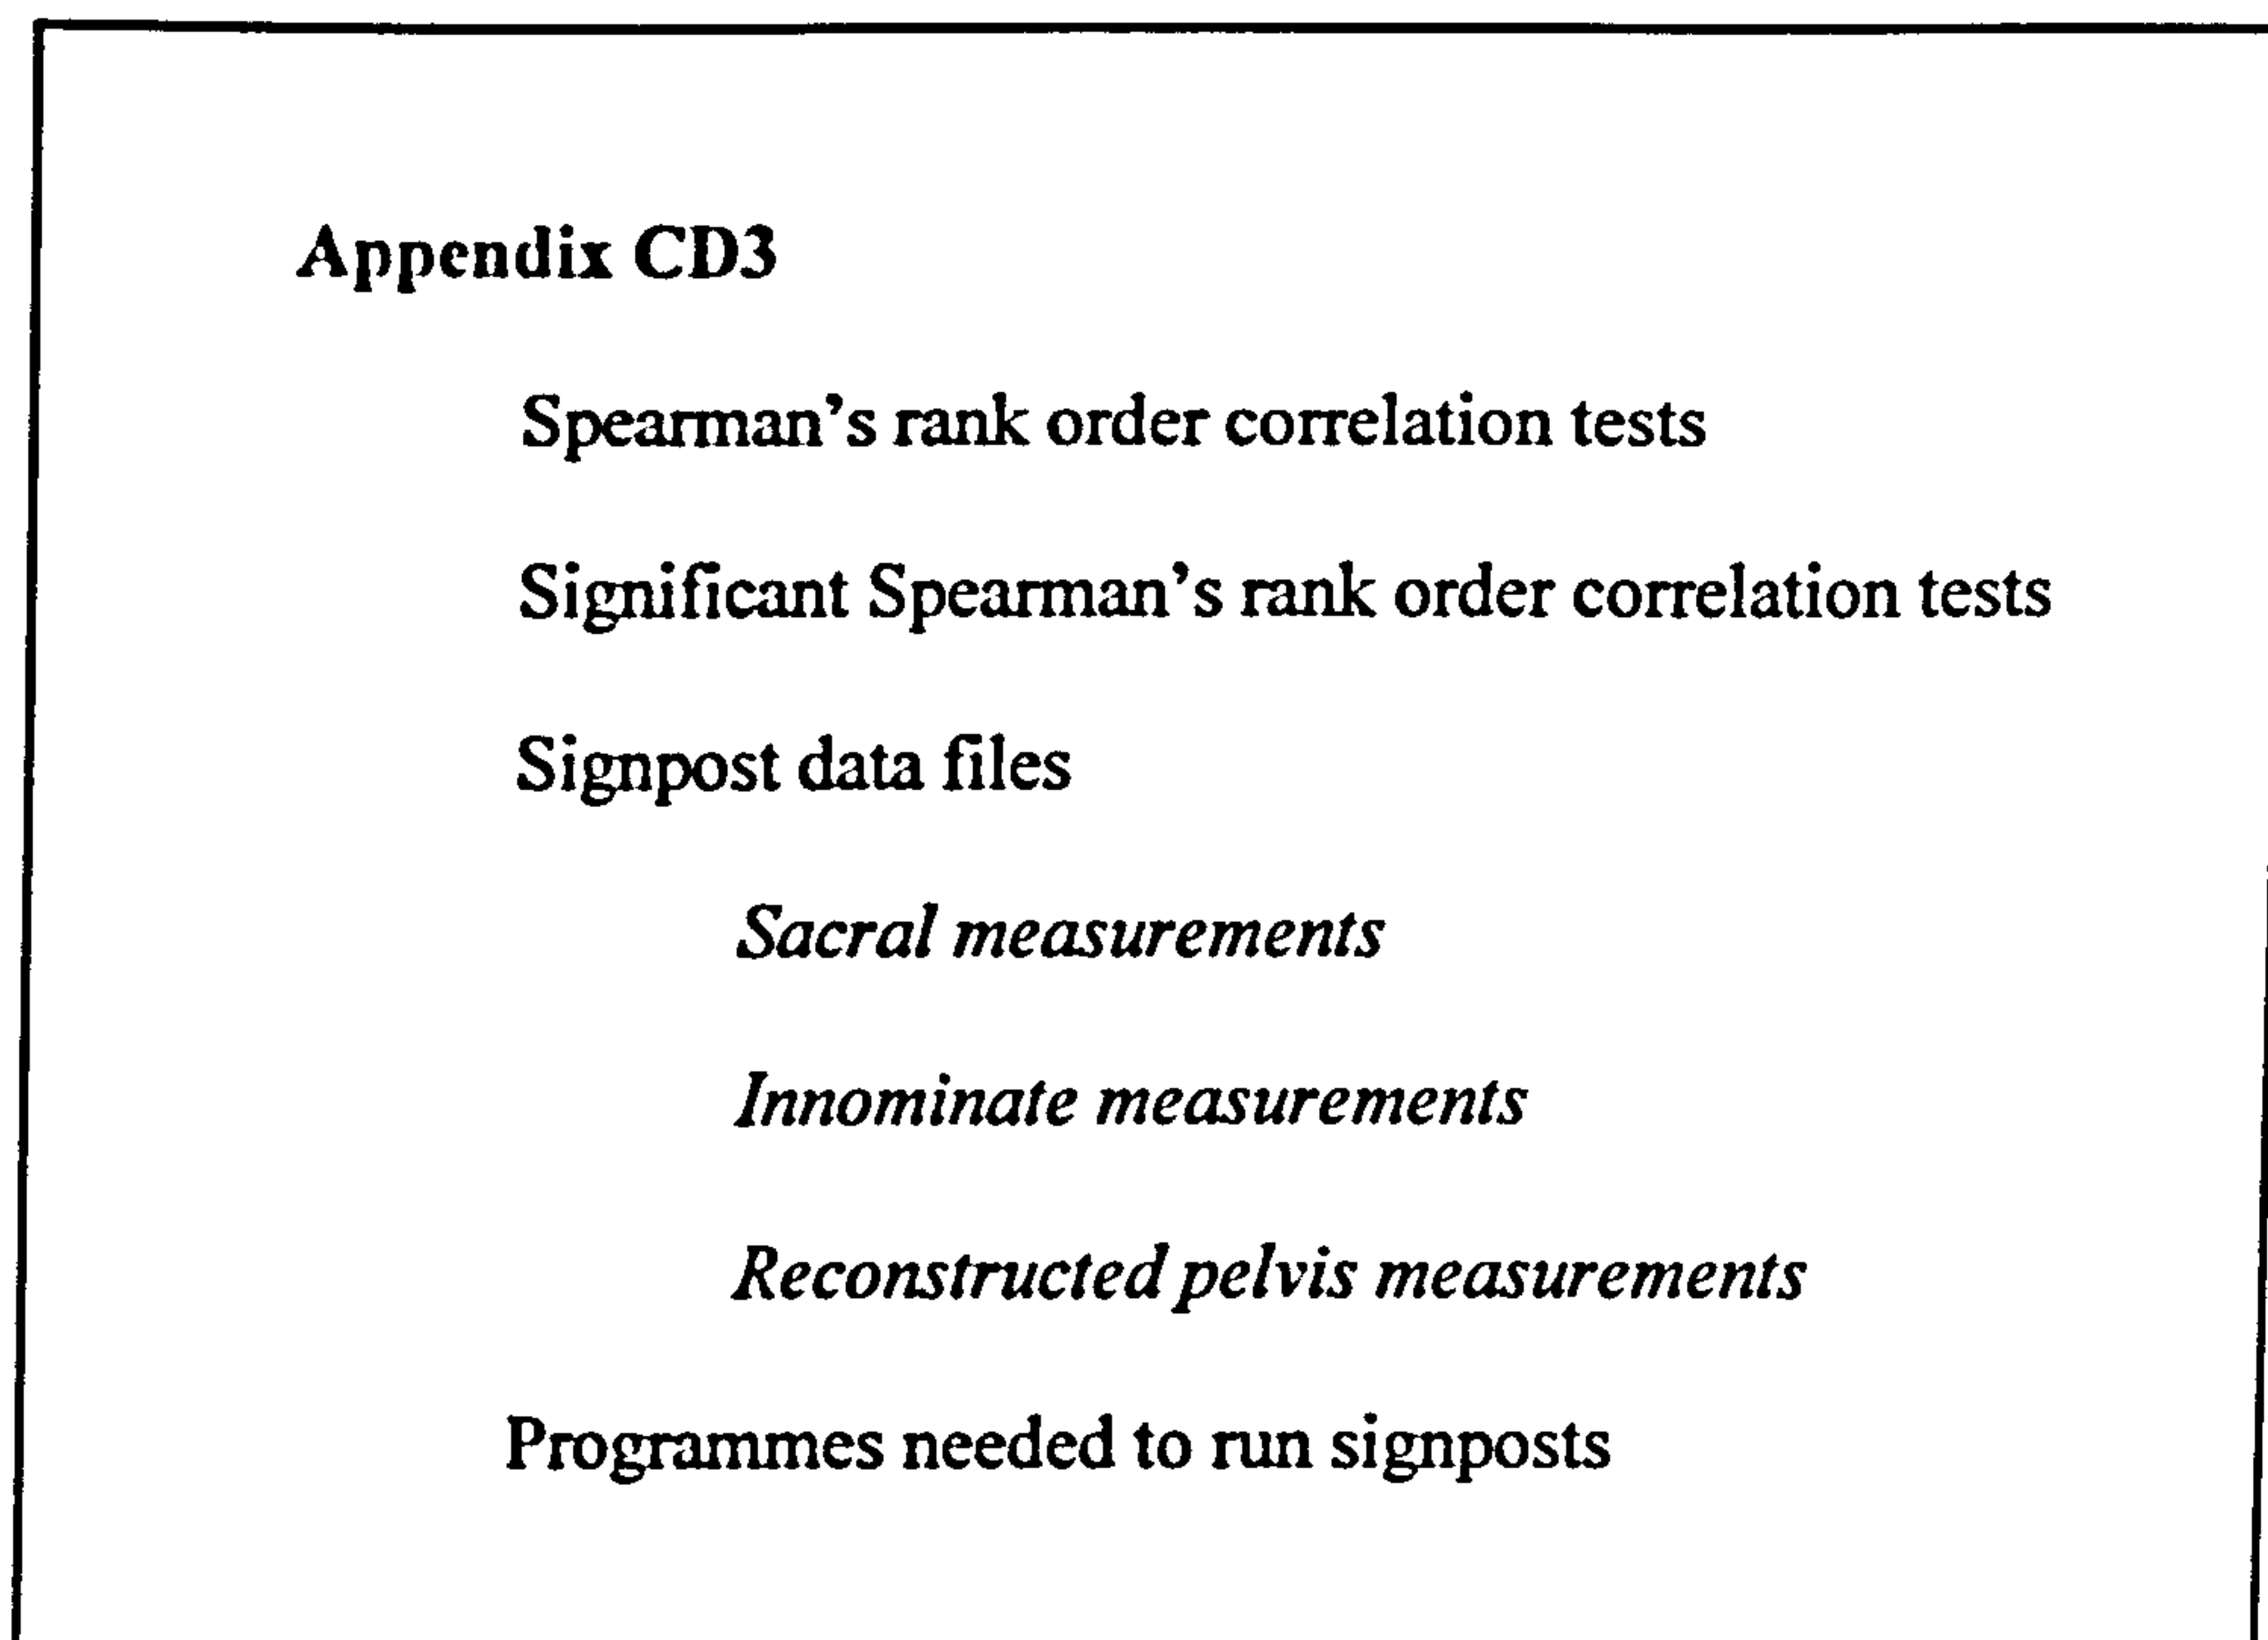 Appendix CD3
Spearman’s rank order correlation tests
Significant Spearman’s rank order correlation tests
Signpost data files
Sacral measurements
Innominate measurements
Reconstructed pelvis measurements
Programmes needed to run signposts